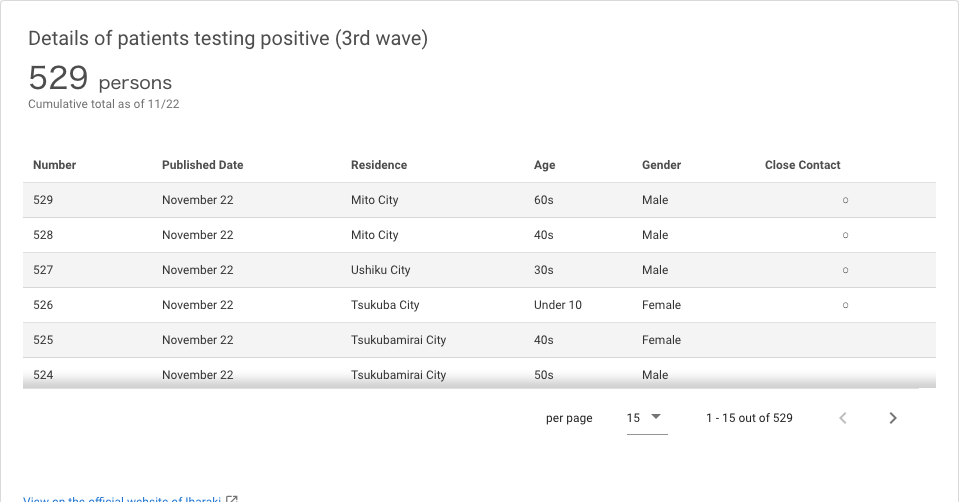 Details of patients testing positive (3rd wave)
529 persons
Cumulative total as of 11/22
Number Published Date Residence Age Gender Close Contact
529 November 22 Mito City 60s Male ○
528 November 22 Mito City 40s Male ○
527 November 22 Ushiku City 30s Male ○
526 November 22 Tsukuba City Under 10 Female ○
525 November 22 Tsukubamirai City 40s Female
524 November 22 Tsukubamirai City 50s Male
per page 15 1 - 15 out of 529
View on the official website of Ibaraki